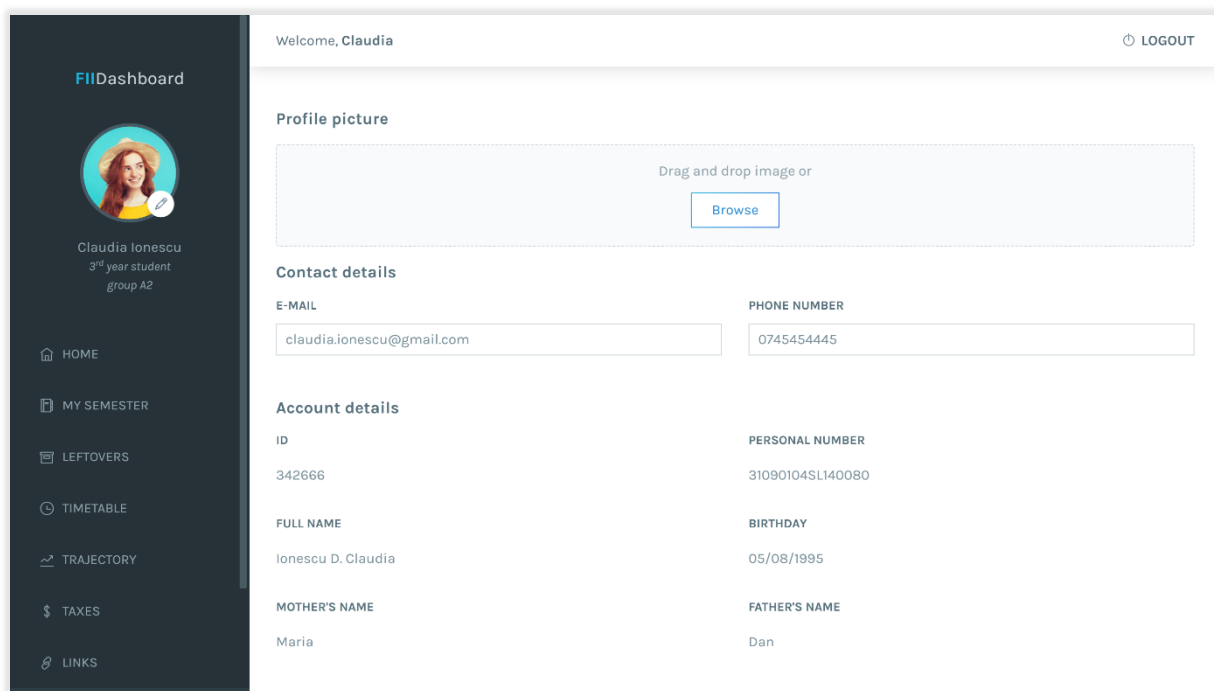 FIIDashboard
Claudia Ionescu
3rd year student
group A2
HOME
MY SEMESTER
LEFTOVERS
TIMETABLE
TRAJECTORY
$ TAXES
LINKS
Welcome, Claudia
LOGOUT
Profile picture
Drag and drop image or
Browse
Contact details
E-MAIL
claudia.ionescu@gmail.com
PHONE NUMBER
0745454445
Account details
ID
342666
PERSONAL NUMBER
31090104SL140080
FULL NAME
Ionescu D. Claudia
BIRTHDAY
05/08/1995
MOTHER'S NAME
Maria
FATHER'S NAME
Dan